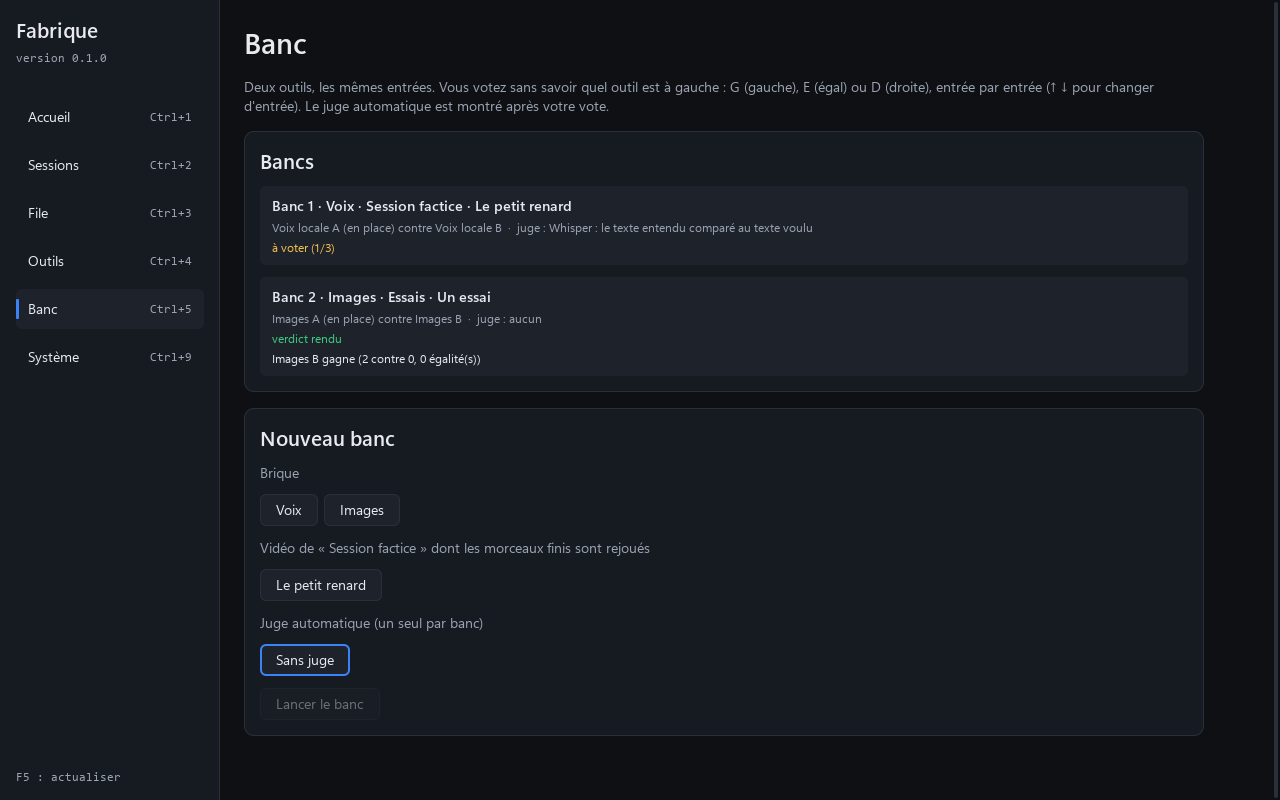 Fabrique
version 0.1.0
Accueil Ctrl+1
Sessions Ctrl+2
File Ctrl+3
Outils Ctrl+4
Banc Ctrl+5
Système Ctrl+9
F5 : actualiser
Banc
Deux outils, les mêmes entrées. Vous votez sans savoir quel outil est à gauche : G (gauche), E (égal) ou D (droite), entrée par entrée (↑ ↓ pour changer
d'entrée). Le juge automatique est montré après votre vote.
Bancs
Banc 1 · Voix · Session factice · Le petit renard
Voix locale A (en place) contre Voix locale B · juge : Whisper : le texte entendu comparé au texte voulu
à voter (1/3)
Banc 2 · Images · Essais · Un essai
Images A (en place) contre Images B · juge : aucun
verdict rendu
Images B gagne (2 contre 0, 0 égalité(s))
Nouveau banc
Brique
Voix Images
Vidéo de « Session factice » dont les morceaux finis sont rejoués
Le petit renard
Juge automatique (un seul par banc)
Sans juge
Lancer le banc